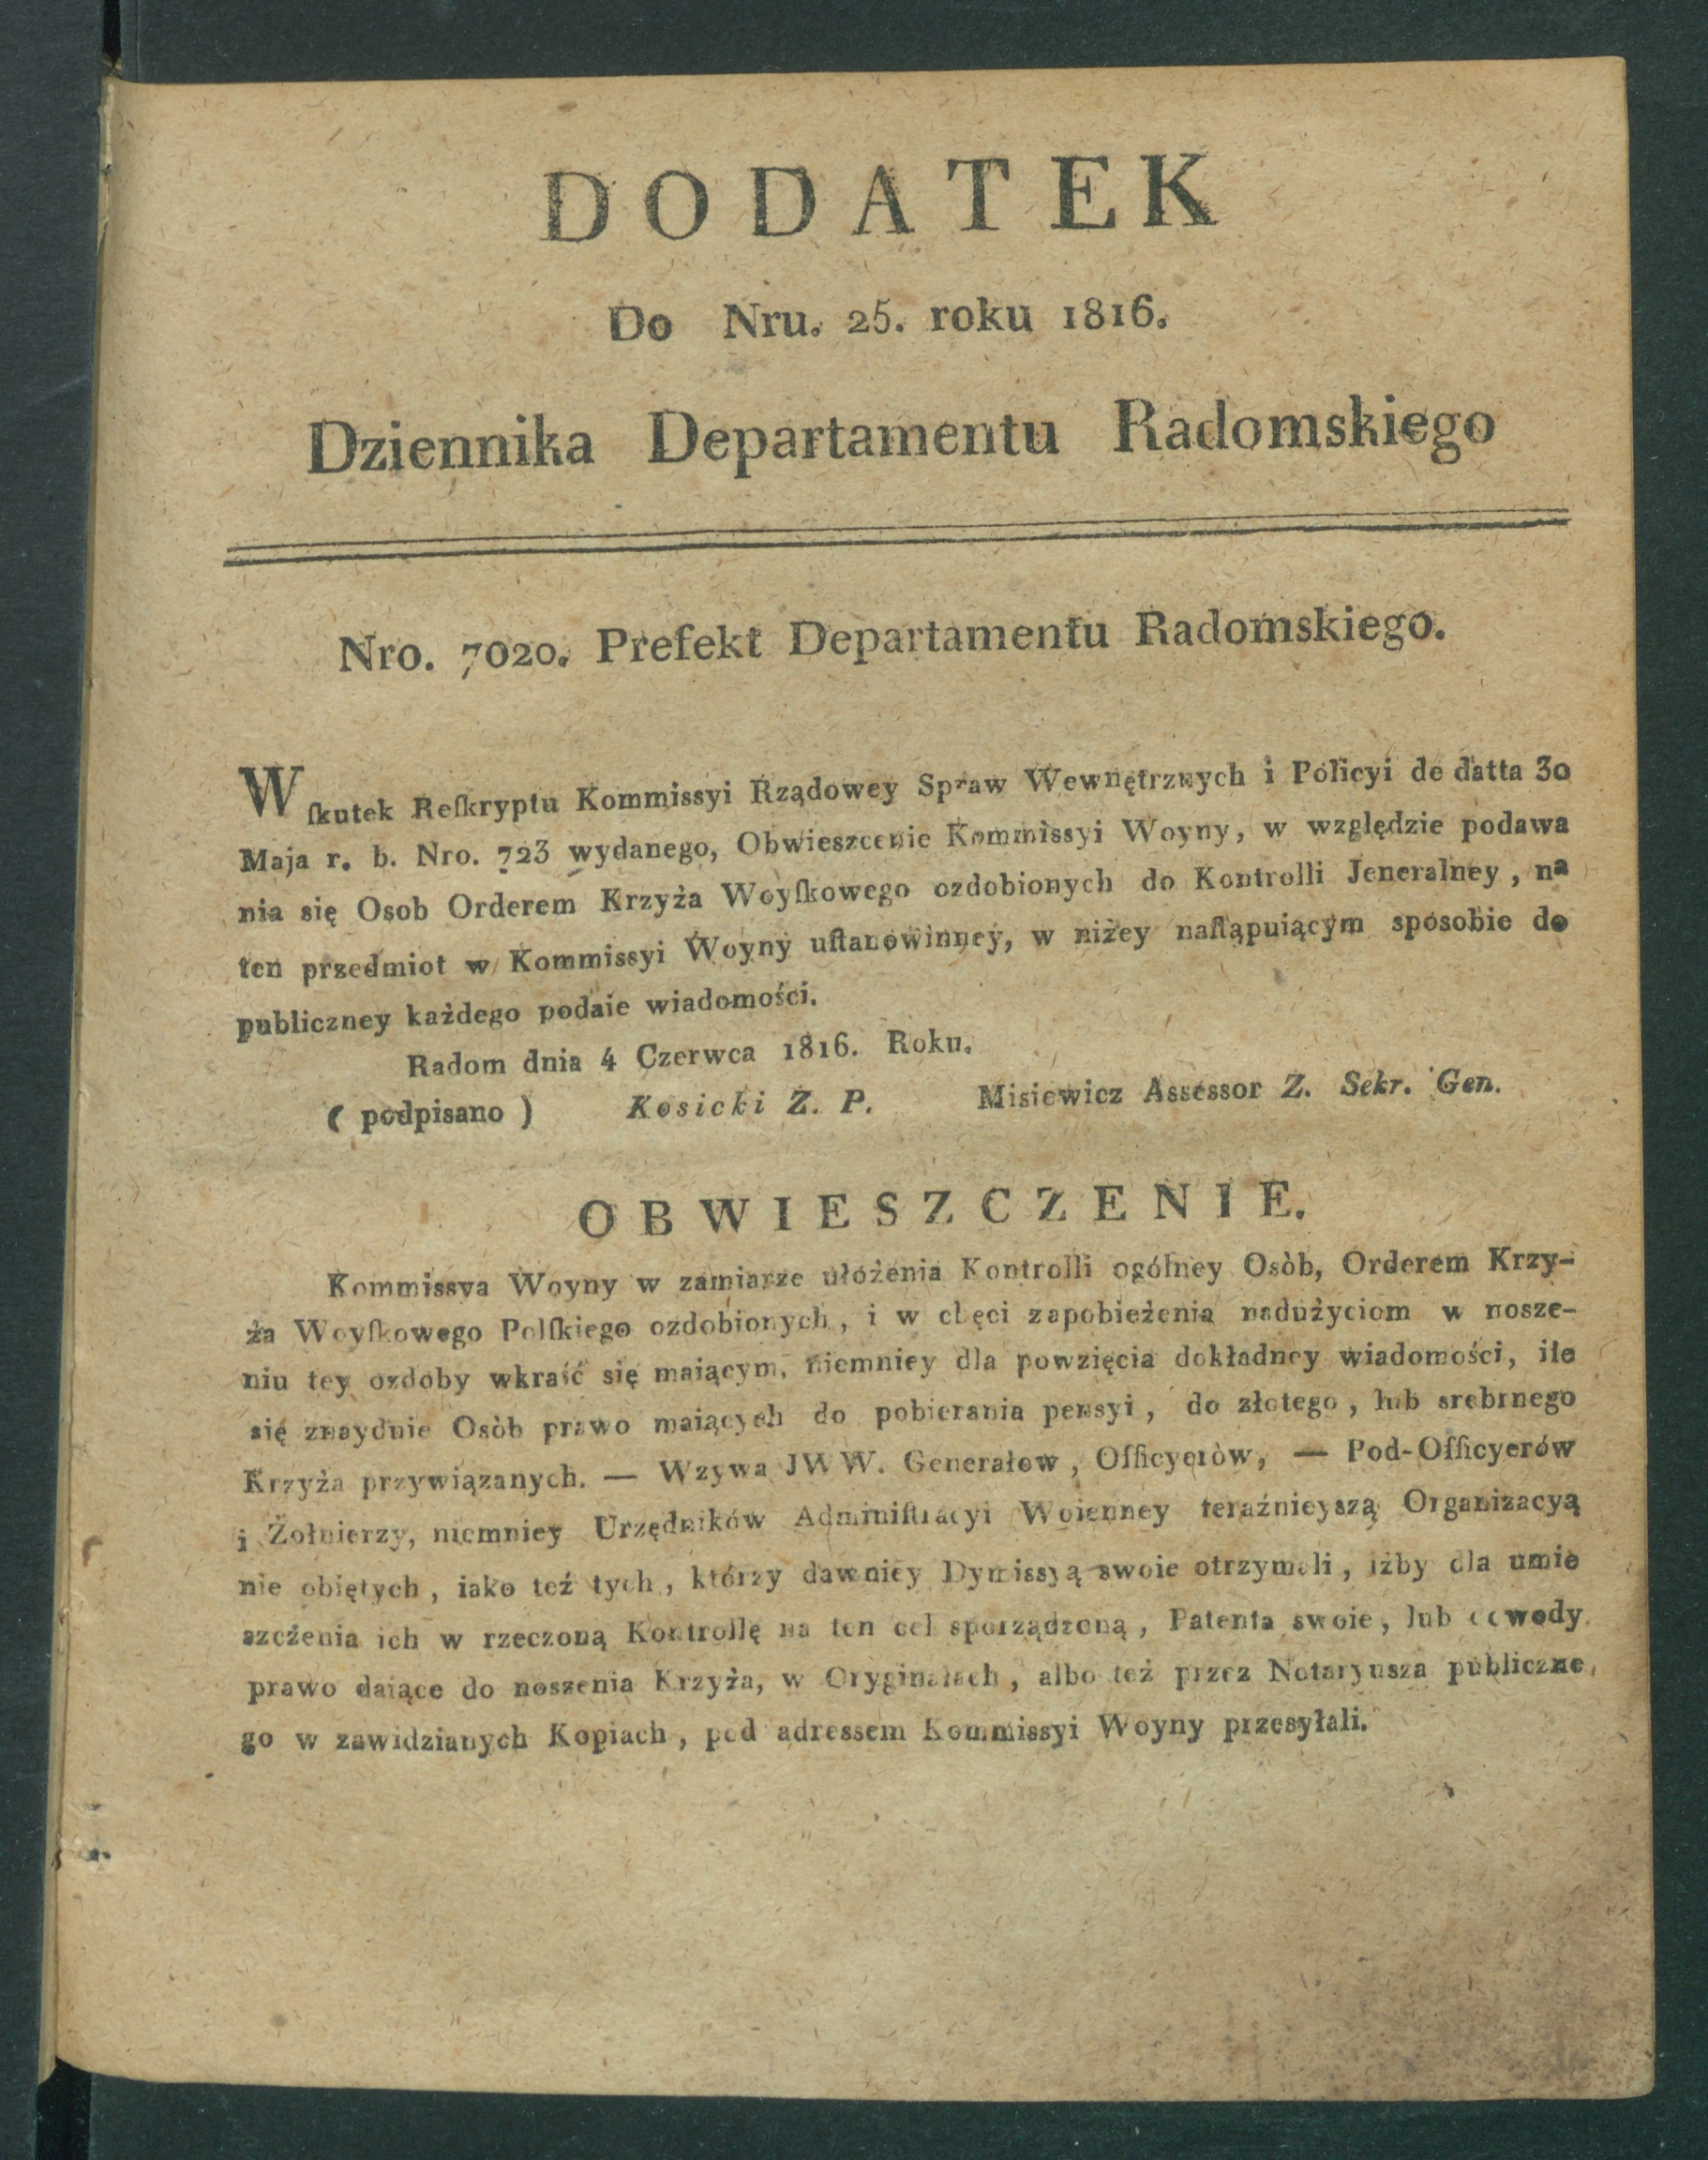 DODATEK
Do Nru. 25. roku 1816.
Dziennika Departamentu Radomskiego
Nro. 7020. Prefekt Departamentu Radomskiego.
Wſkutek Reſkryptu Kommissyi Rządowey Spraw Wewnętrznych i Policyi de datta 30
Maja r. b. Nro. 723 wydanego, Obwieszcenie Kommissyi Woyny, w względzie podawa
nia się Osob Orderem Krzyża Woyſkowego ozdobionych do Kontrolli Jeneralney, na
ten przedmiot w Kommissyi Woyny uſtanowinney, w niżey naſtąpuiącym sposobie do
publiczney każdego podaie wiadomości.
Radom dnia 4 Czerwca 1816. Roku.
( podpisano ) Kosicki Z. P. Misiewicz Assessor Z. Sekr. Gen.
OBWIESZCZENIE.
Kommissya Woyny w zamiarze ułożenia Kontrolli ogólney Osòb, Orderem Krzy-
ża Woyſkowego Polſkiego ozdobionych, i w chęci zapobieżenia nadużyciom w nosze-
niu tey ozdoby wkraść się maiącym, niemniey dla powzięcia dokładney wiadomości, ile
się znayduie Osòb prawo maiących do pobierania pensyi, do złotego, lub srebrnego
Krzyża przywiązanych. — Wzywa JWW. Generałow, Officyeròw, — Pod-Officyerów
i Żołnierzy, niemniey Urzędników Adminiſtracyi Woienney teraźnieyszą Organizacyą
nie obiętych, iako też tych, którzy dawniey Dymissyą swoie otrzymali, iżby dla umie
szczenia ich w rzeczoną Kontrollę na ten cel sporządzoną, Patenta swoie, lub dowody
prawo daiące do noszenia Krzyża, w Oryginałach, albo też przez Notaryusza publiczne,
go w zawidzianych Kopiach, pod adressem Kommissyi Woyny przesyłali.